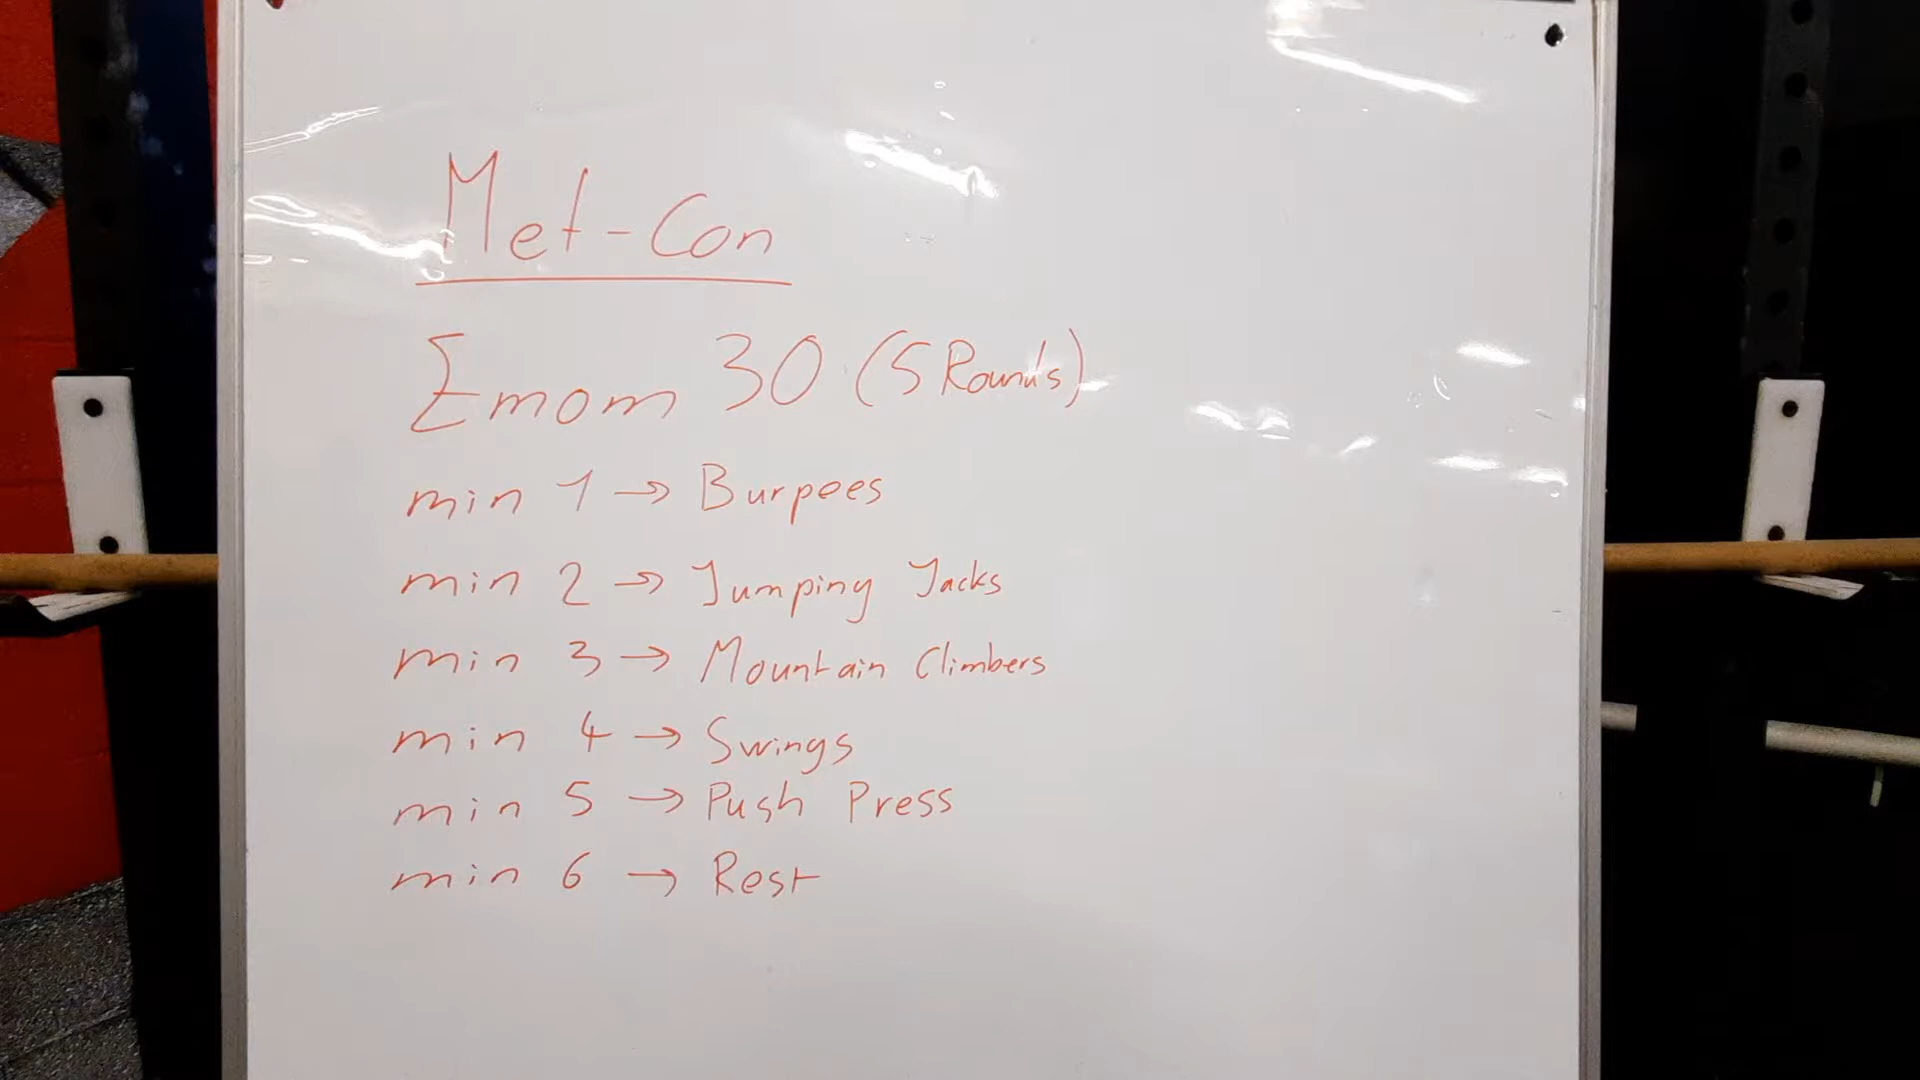 Met-Con
Emom 30 (5 Rounds)
min 1 → Burpees
min 2 → Jumping Jacks
min 3 → Mountain Climbers
min 4 → Swings
min 5 → Push Press
min 6 → Rest